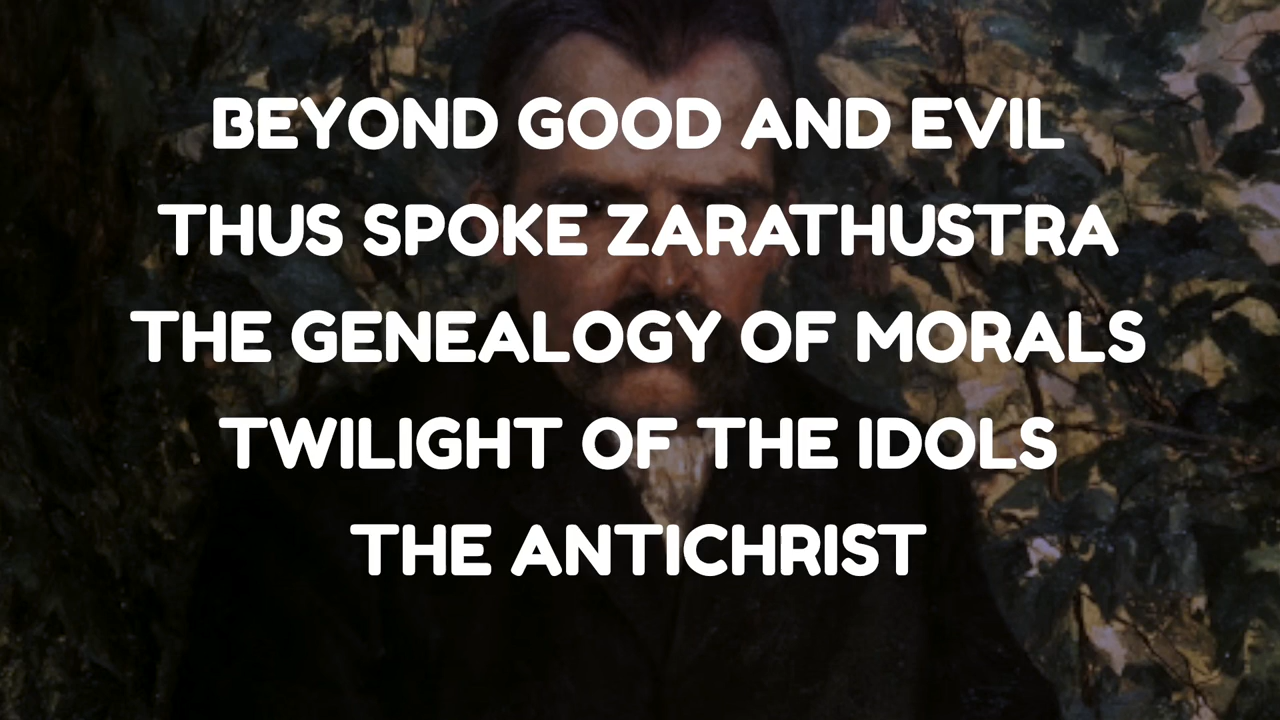 BEYOND GOOD AND EVIL
THUS SPOKE ZARATHUSTRA
THE GENEALOGY OF MORALS
TWILIGHT OF THE IDOLS
THE ANTICHRIST